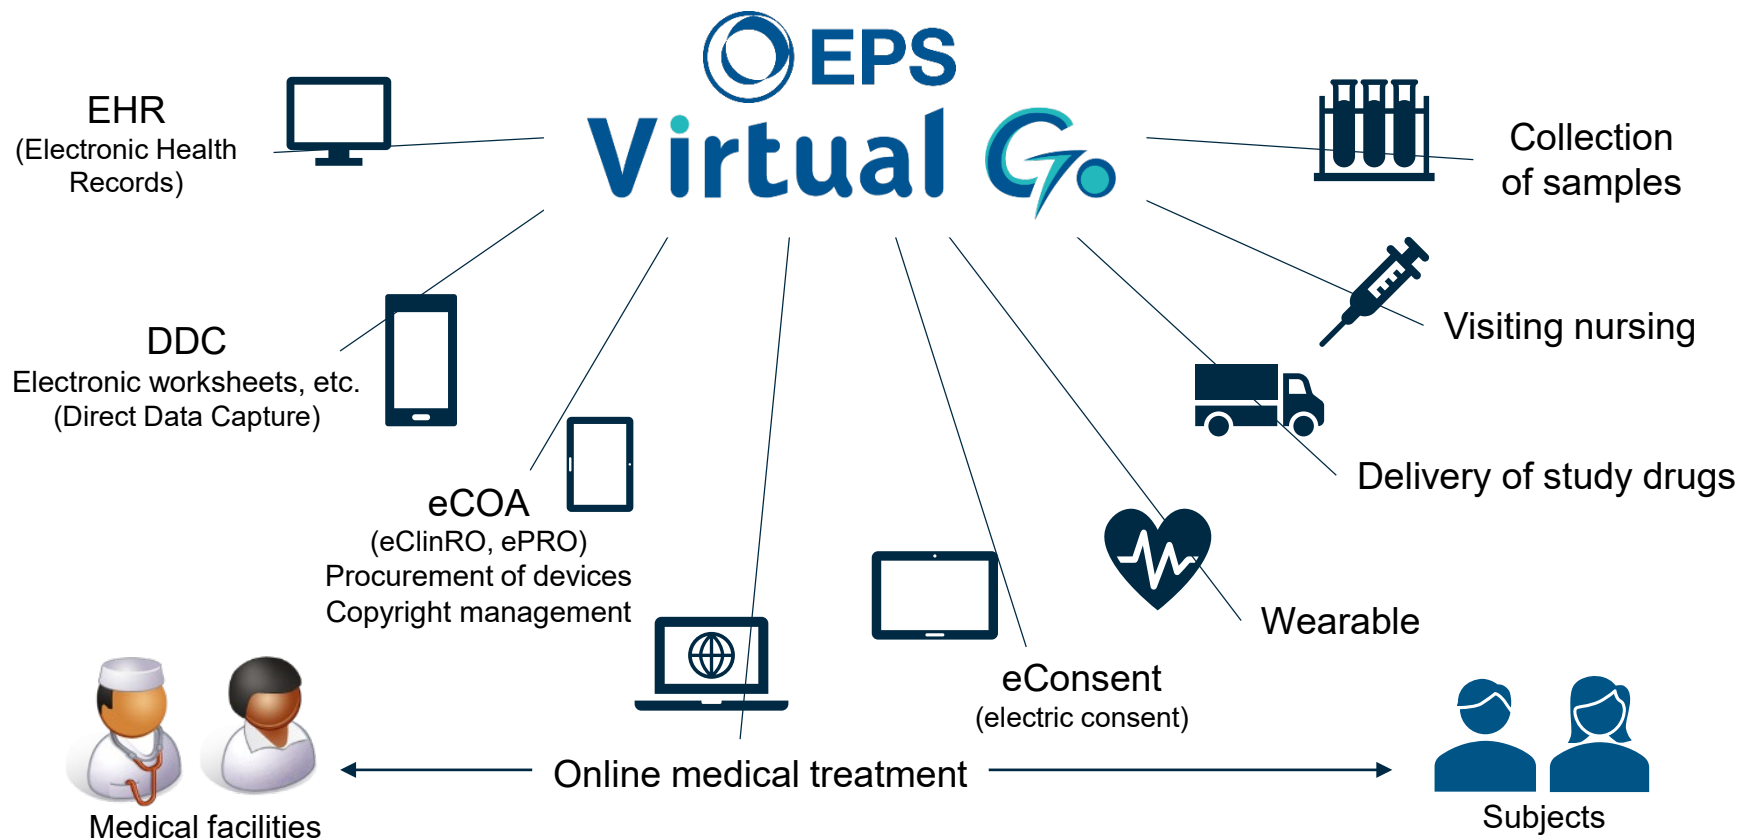 EPS
Virtual Go
EHR
(Electronic Health
Records)
Collection
of samples
DDC
Electronic worksheets, etc.
(Direct Data Capture)
Visiting nursing
eCOA
(eClinRO, ePRO)
Procurement of devices
Copyright management
Delivery of study drugs
Wearable
eConsent
(electric consent)
Online medical treatment
Medical facilities
Subjects